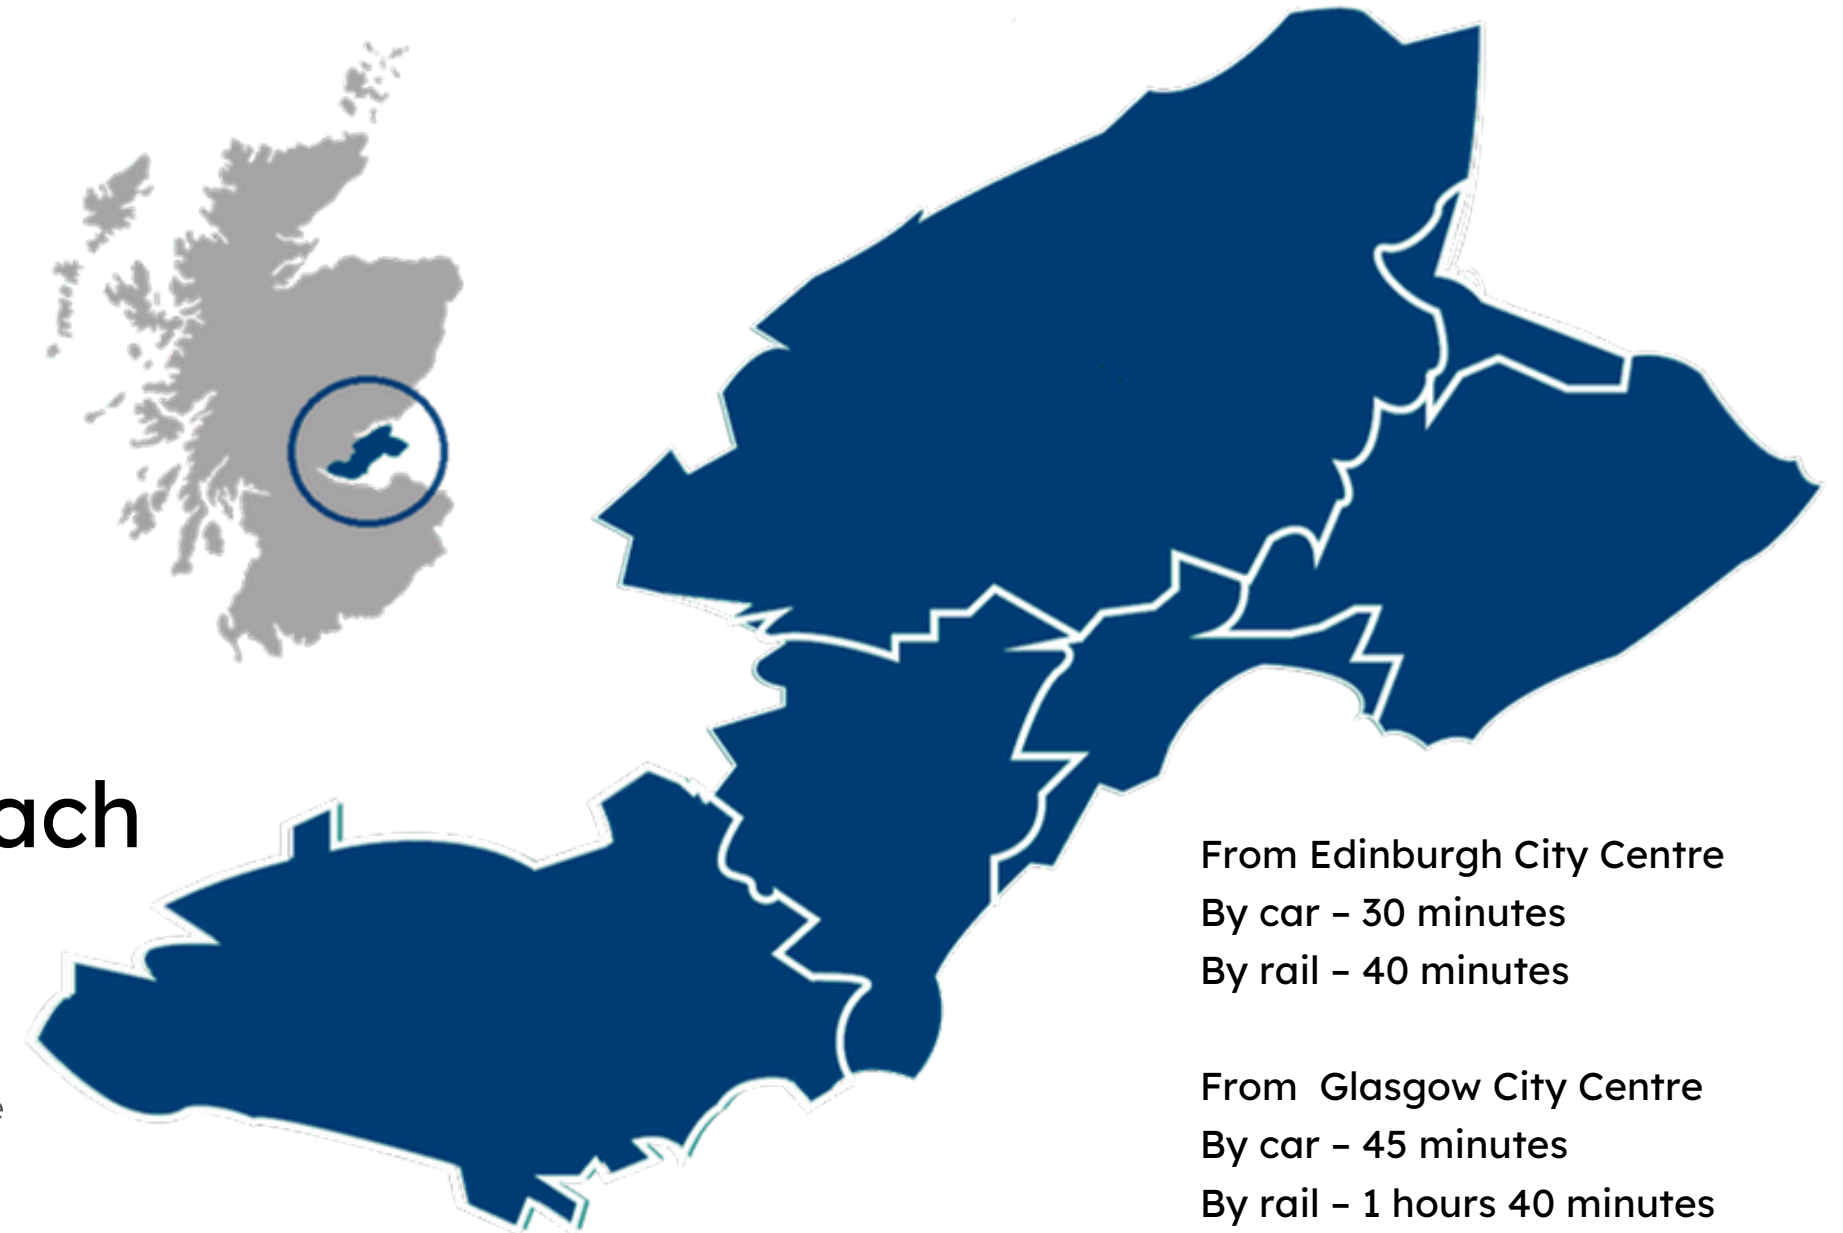 ach
e
From Edinburgh City Centre
By car – 30 minutes
By rail – 40 minutes
From  Glasgow City Centre
By car – 45 minutes
By rail – 1 hours 40 minutes